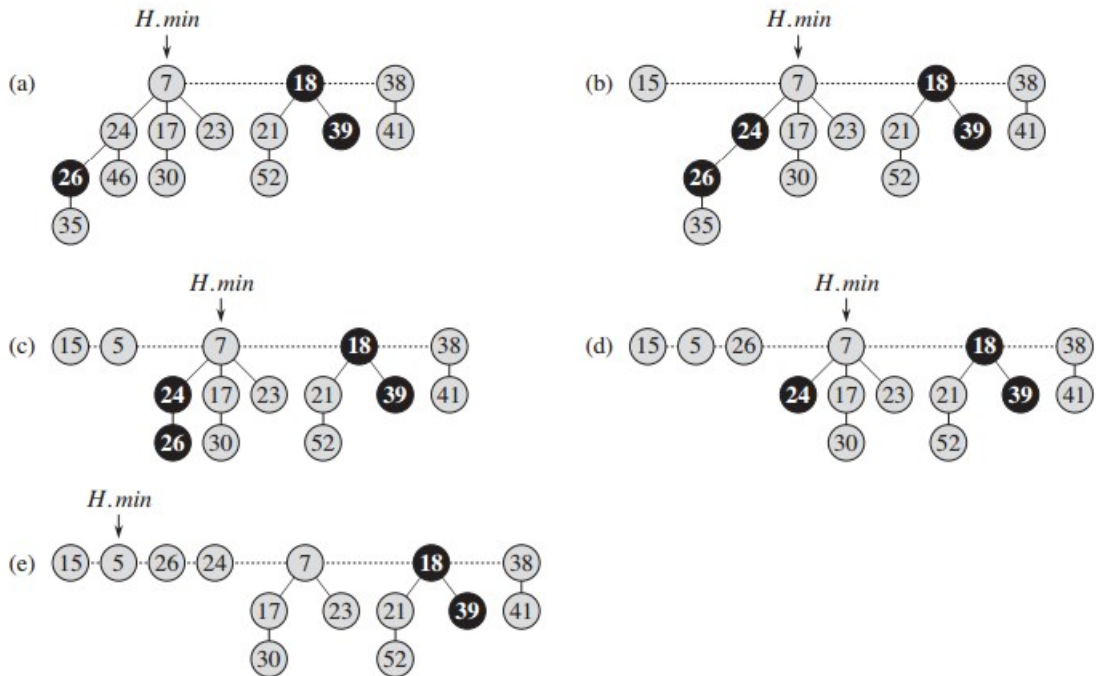 H.min H.min
(a) 7 18 38 (b) 15 7 18 38
24 17 23 21 39 41 24 17 23 21 39 41
26 46 30 52 26 30 52
35 35
H.min H.min
(c) 15 5 7 18 38 (d) 15 5 26 7 18 38
24 17 23 21 39 41 24 17 23 21 39 41
26 30 52 30 52
H.min
(e) 15 5 26 24 7 18 38
17 23 21 39 41
30 52